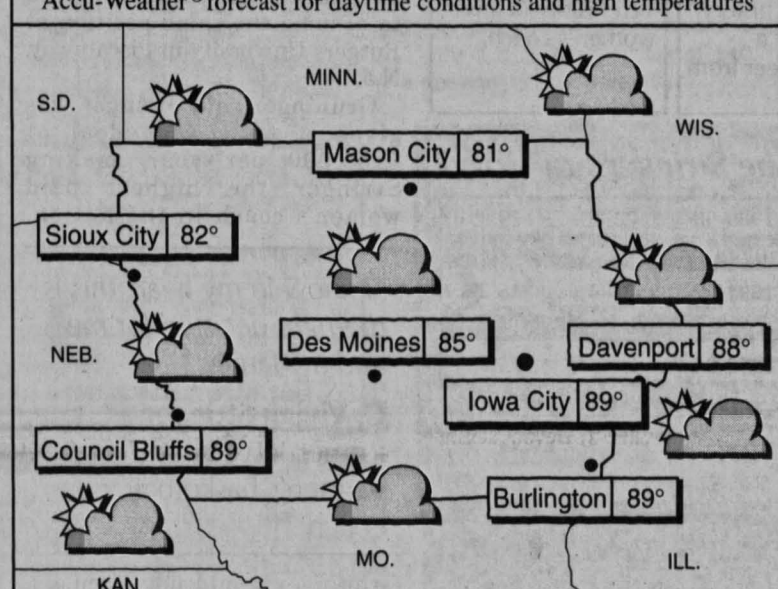 Accu-Weather® forecast for daytime conditions and high temperatures
MINN.
S.D.
WIS.
Mason City 81°
Sioux City 82°
NEB.
Des Moines 85°
Davenport 88°
Iowa City 89°
Council Bluffs 89°
Burlington 89°
MO.
ILL.
KAN.